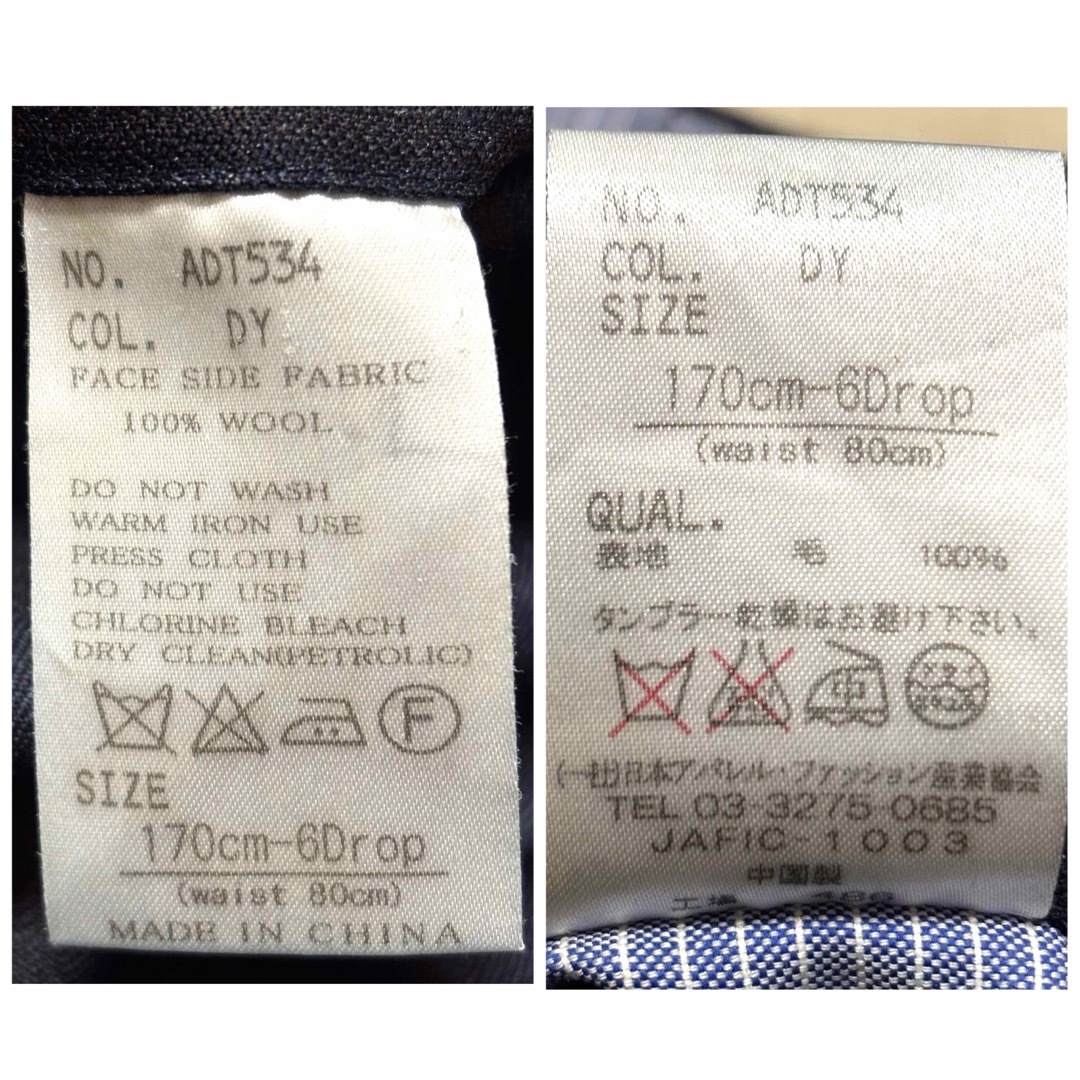 NO. ADT534
COL. DY
FACE SIDE FABRIC
100% WOOL
DO NOT WASH
WARM IRON USE
PRESS CLOTH
DO NOT USE
CHLORINE BLEACH
DRY CLEAN(PETROLIC)
F
SIZE
170cm-6Drop
(waist 80cm)
MADE IN CHINA
NO. ADT534
COL. DY
SIZE
170cm-6Drop
(waist 80cm)
QUAL.
表地 毛 100%
タンブラー乾燥はお避け下さい。
中
(一社)日本アパレル・ファッション産業協会
TEL 03-3275-0685
JAFIC-1003
中国製